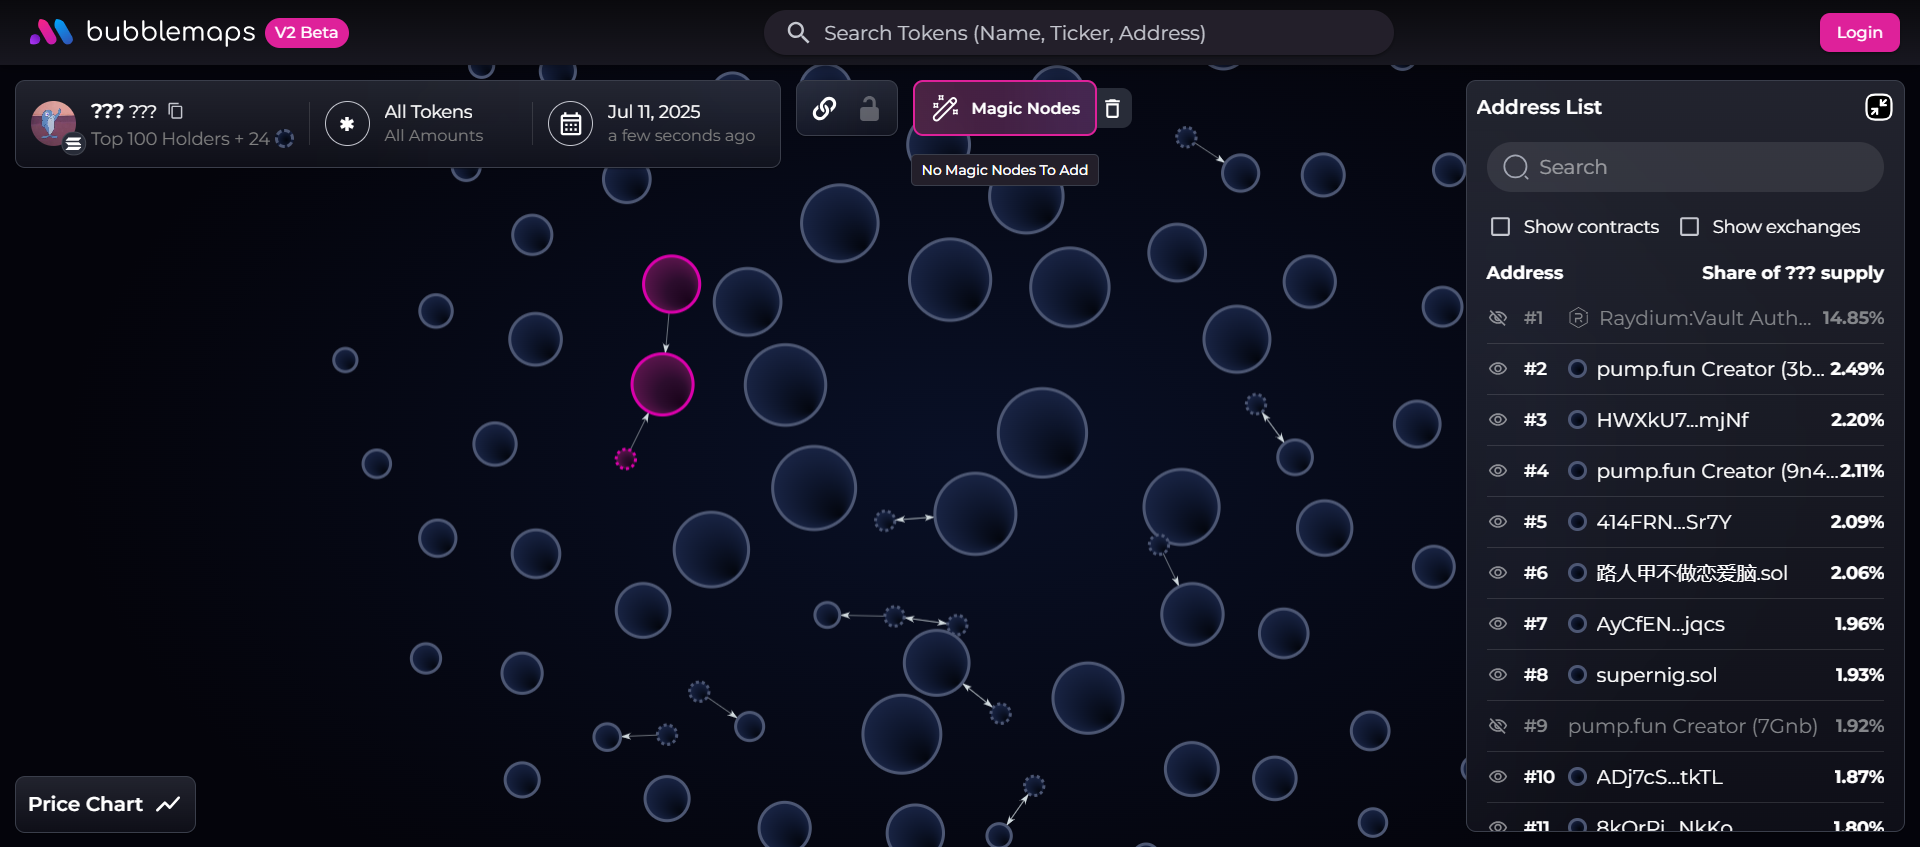 bubblemaps V2 Beta
Search Tokens (Name, Ticker, Address)
Login
??? ???
Top 100 Holders + 24
All Tokens
All Amounts
Jul 11, 2025
a few seconds ago
Magic Nodes
No Magic Nodes To Add
Address List
Search
Show contracts Show exchanges
Address Share of ??? supply
#1 Raydium:Vault Auth... 14.85%
#2 pump.fun Creator (3b... 2.49%
#3 HWXkU7...mjNf 2.20%
#4 pump.fun Creator (9n4... 2.11%
#5 414FRN...Sr7Y 2.09%
#6 路人甲不做恋爱脑.sol 2.06%
#7 AyCfEN...jqcs 1.96%
#8 supernig.sol 1.93%
#9 pump.fun Creator (7Gnb) 1.92%
#10 ADj7cS...tkTL 1.87%
#11 1.80%
Price Chart